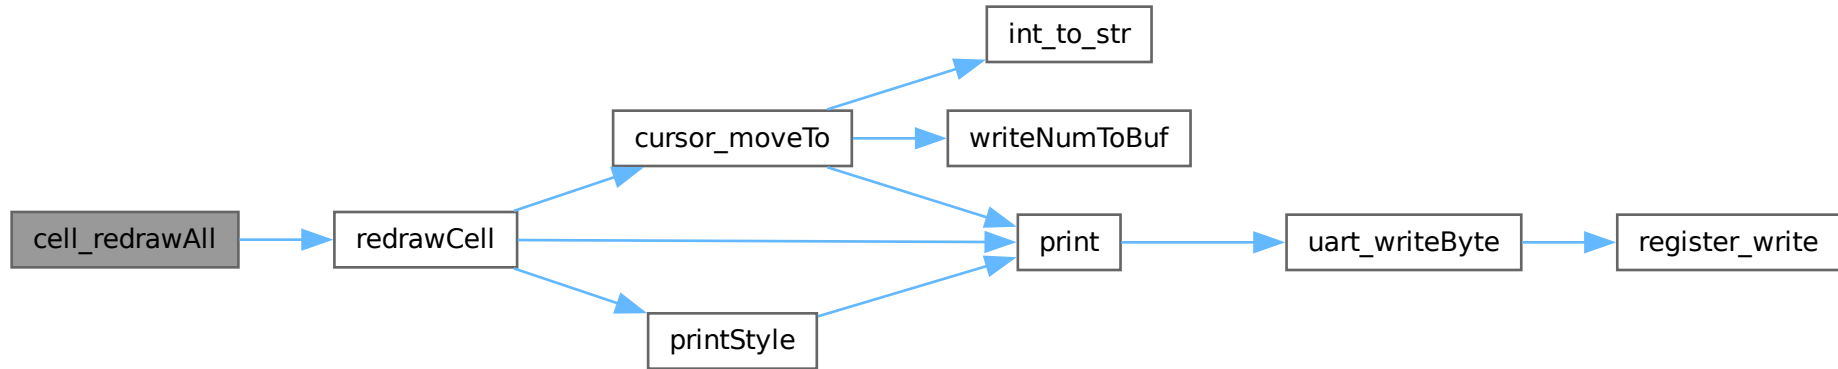 cell_redrawAll
redrawCell
cursor_moveTo
printStyle
int_to_str
writeNumToBuf
print
uart_writeByte
register_write